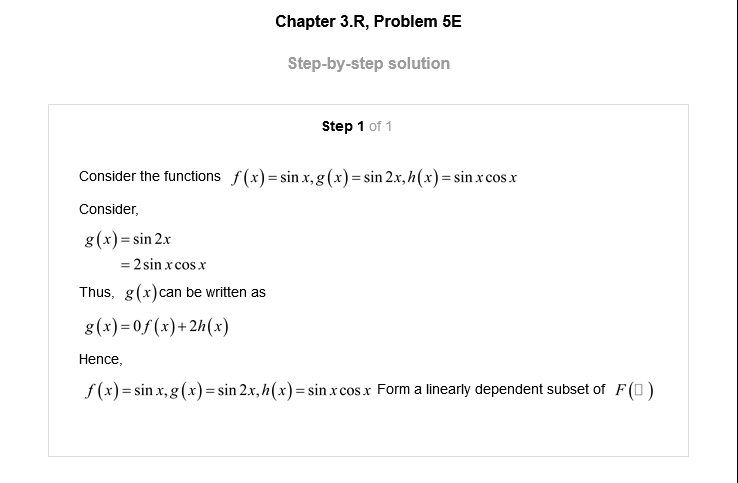 Chapter 3.R, Problem 5E
Step-by-step solution
Step 1 of 1
Consider the functions f(x)=sin x, g(x)=sin 2x, h(x)=sin x cos x
Consider,
g(x)=sin 2x
=2 sin x cos x
Thus, g(x) can be written as
g(x)=0f(x)+2h(x)
Hence,
f(x)=sin x, g(x)=sin 2x, h(x)=sin x cos x Form a linearly dependent subset of F(▯)